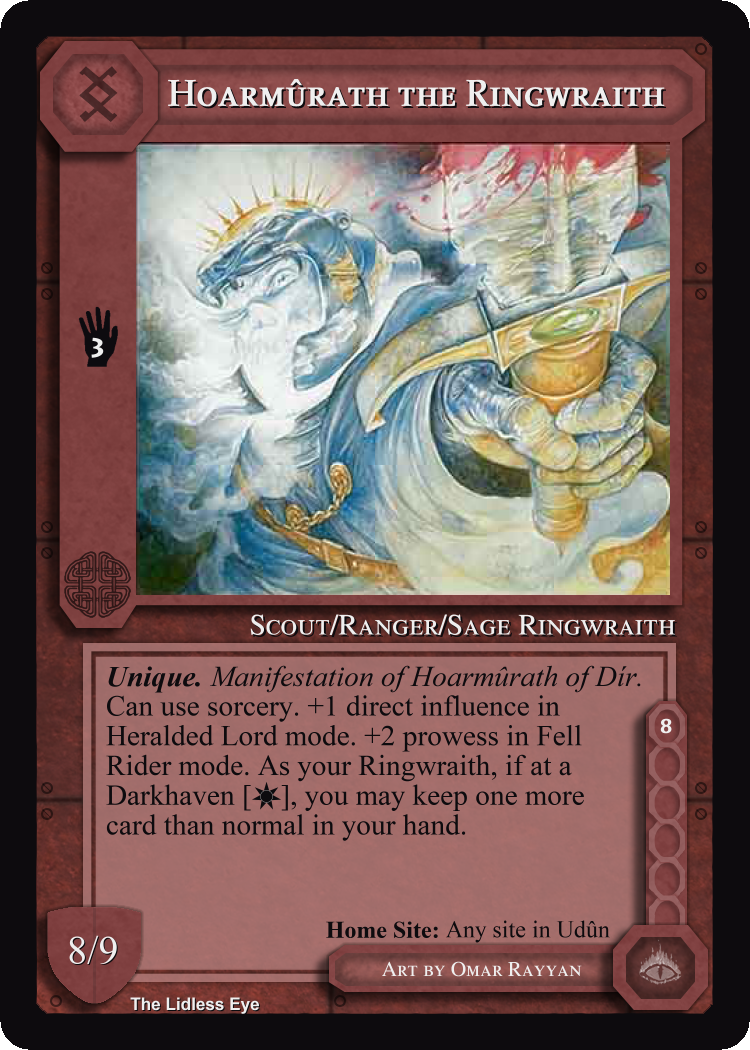 Hoarmûrath the Ringwraith
3
Scout/Ranger/Sage Ringwraith
Unique. Manifestation of Hoarmûrath of Dír.
Can use sorcery. +1 direct influence in
Heralded Lord mode. +2 prowess in Fell
Rider mode. As your Ringwraith, if at a
Darkhaven [☀], you may keep one more
card than normal in your hand.
8
Home Site: Any site in Udûn
8/9
Art by Omar Rayyan
The Lidless Eye